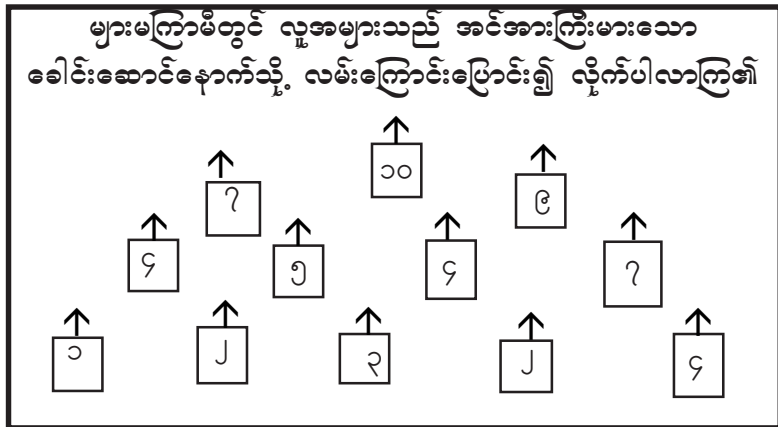 များမကြာမီတွင် လူအများသည် အင်အားကြီးမားသော
ခေါင်းဆောင်နောက်သို့ လမ်းကြောင်းပြောင်း၍ လိုက်ပါလာကြ၏
၁၀
၇ ၉
၄ ၅ ၄ ၇
၁ ၂ ၃ ၂ ၄